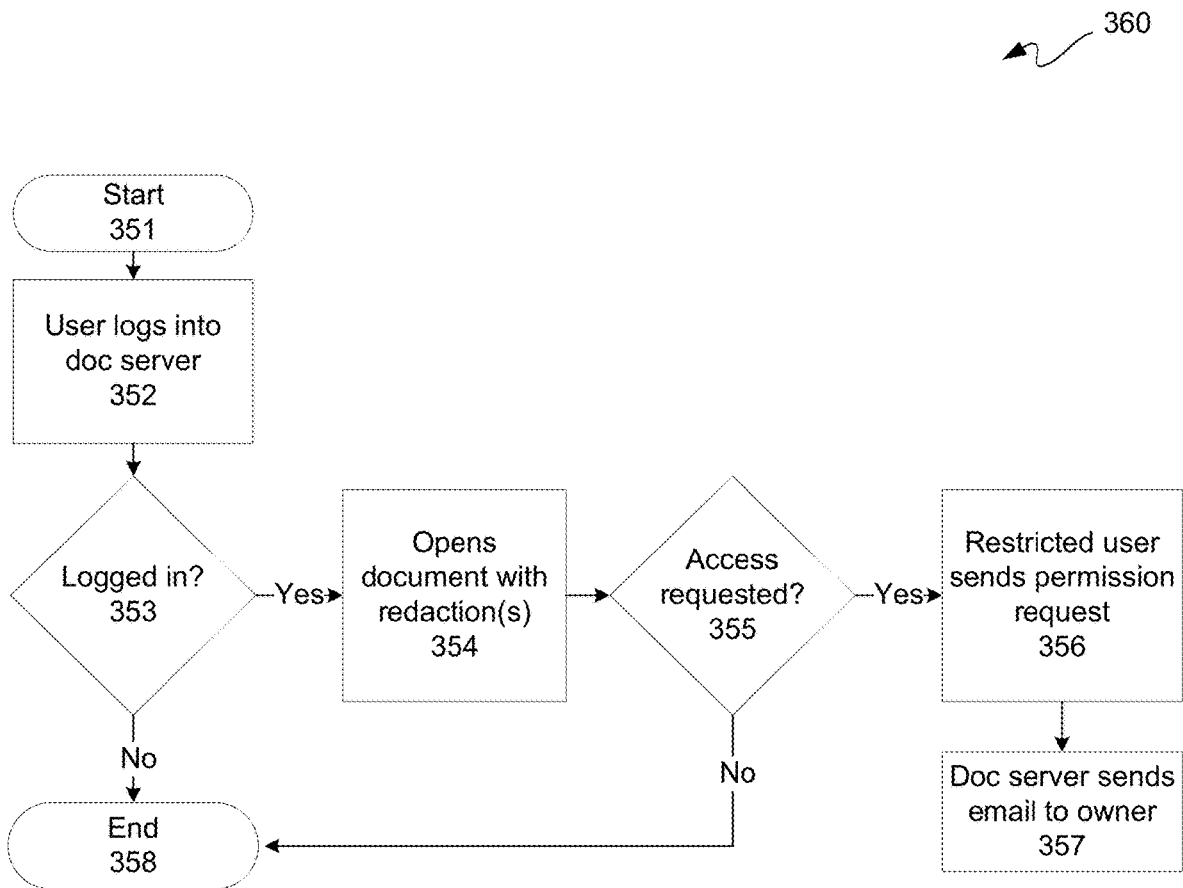 360
Start
351
User logs into
doc server
352
Logged in?
353
Yes
No
Opens
document with
redaction(s)
354
Access
requested?
355
Yes
No
Restricted user
sends permission
request
356
Doc server sends
email to owner
357
End
358